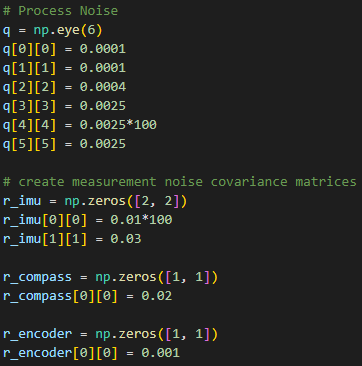 # Process Noise
q = np.eye(6)
q[0][0] = 0.0001
q[1][1] = 0.0001
q[2][2] = 0.0004
q[3][3] = 0.0025
q[4][4] = 0.0025*100
q[5][5] = 0.0025
# create measurement noise covariance matrices
r_imu = np.zeros([2, 2])
r_imu[0][0] = 0.01*100
r_imu[1][1] = 0.03
r_compass = np.zeros([1, 1])
r_compass[0][0] = 0.02
r_encoder = np.zeros([1, 1])
r_encoder[0][0] = 0.001